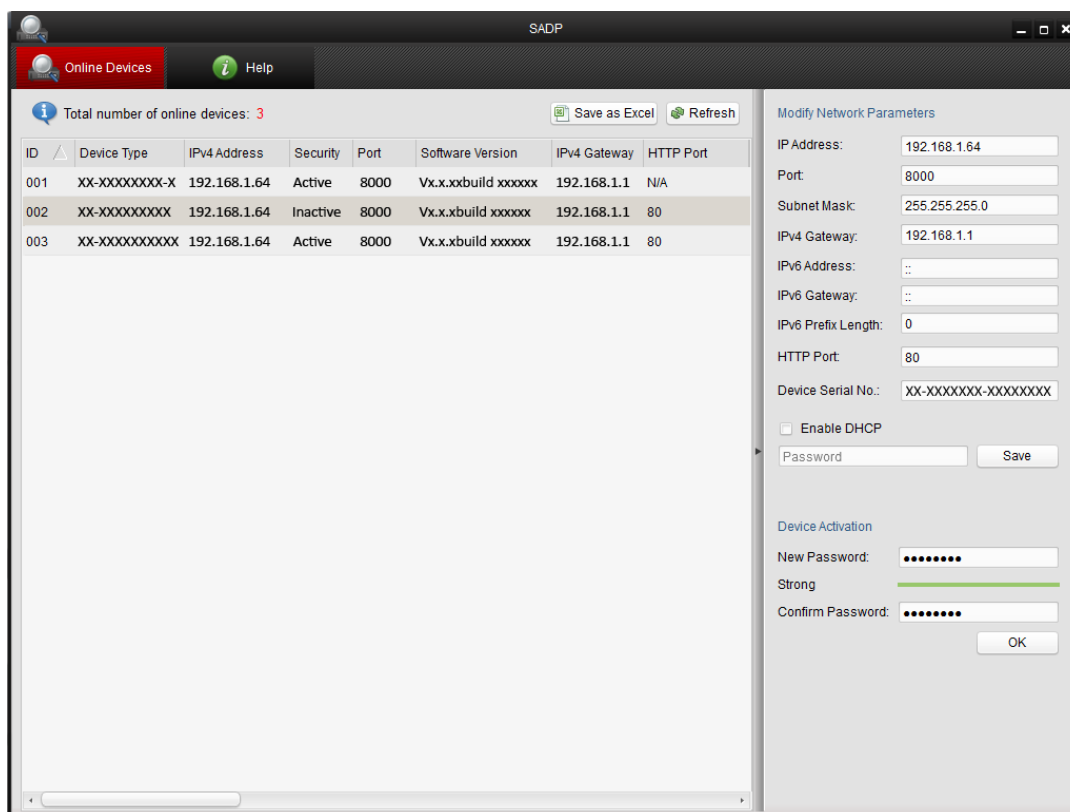 SADP
Online Devices Help
Total number of online devices: 3 Save as Excel Refresh
ID Device Type IPv4 Address Security Port Software Version IPv4 Gateway HTTP Port
001 XX-XXXXXXXX-X 192.168.1.64 Active 8000 Vx.x.xxbuild xxxxxx 192.168.1.1 N/A
002 XX-XXXXXXXXX 192.168.1.64 Inactive 8000 Vx.x.xbuild xxxxxx 192.168.1.1 80
003 XX-XXXXXXXXXX 192.168.1.64 Active 8000 Vx.x.xbuild xxxxxx 192.168.1.1 80
Modify Network Parameters
IP Address: 192.168.1.64
Port: 8000
Subnet Mask: 255.255.255.0
IPv4 Gateway: 192.168.1.1
IPv6 Address: ::
IPv6 Gateway: ::
IPv6 Prefix Length: 0
HTTP Port: 80
Device Serial No.: XX-XXXXXXX-XXXXXXXX
Enable DHCP
Password Save
Device Activation
New Password: ●●●●●●●●
Strong
Confirm Password: ●●●●●●●●
OK